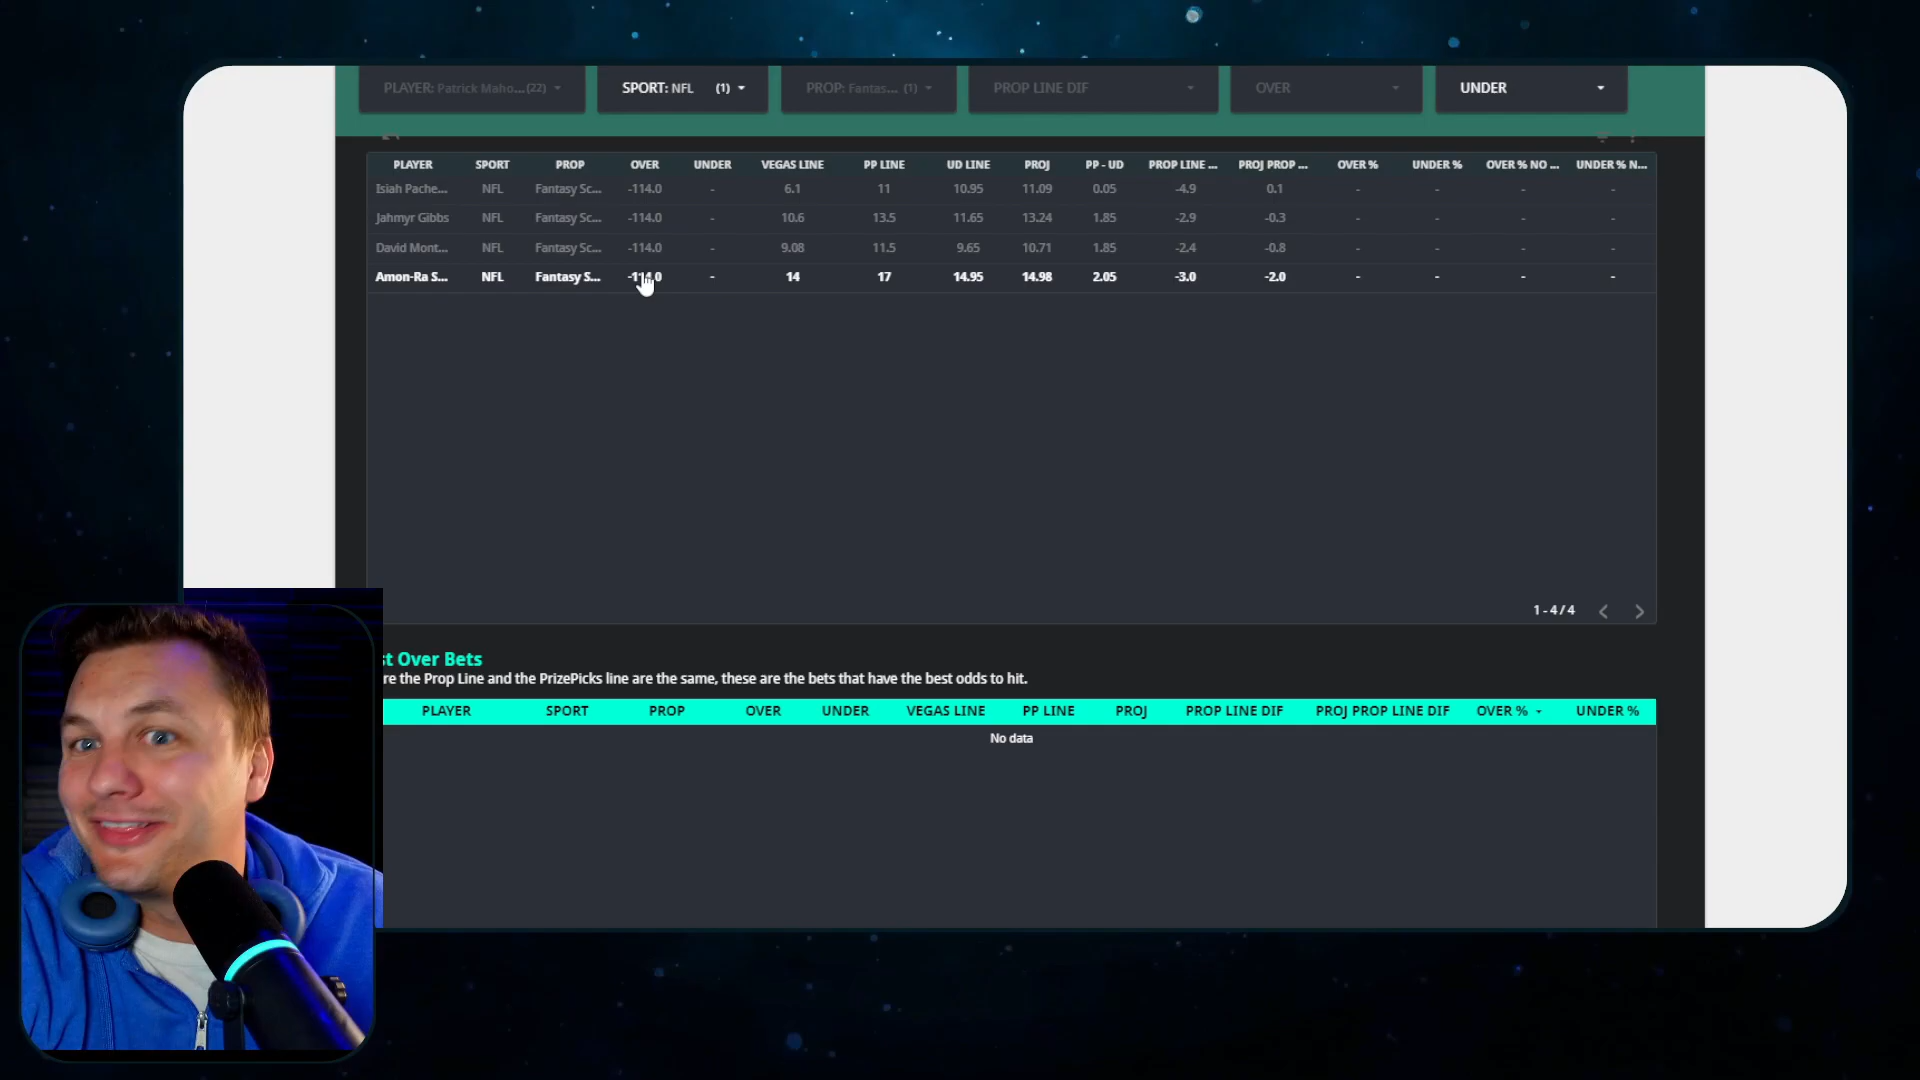 PLAYER: Patrick Maho... (22) SPORT: NFL (1) PROP: Fantas... (1) PROP LINE DIF OVER UNDER
PLAYER SPORT PROP OVER UNDER VEGAS LINE PP LINE UD LINE PROJ PP - UD PROP LINE ... PROJ PROP ... OVER % UNDER % OVER % NO ... UNDER % N...
Isiah Pache... NFL Fantasy Sc... -114.0 - 6.1 11 10.95 11.09 0.05 -4.9 0.1 - - - -
Jahmyr Gibbs NFL Fantasy Sc... -114.0 - 10.6 13.5 11.65 13.24 1.85 -2.9 -0.3 - - - -
David Mont... NFL Fantasy Sc... -114.0 - 9.08 11.5 9.65 10.71 1.85 -2.4 -0.8 - - - -
Amon-Ra S... NFL Fantasy S... -114.0 - 14 17 14.95 14.98 2.05 -3.0 -2.0 - - - -
1 - 4 / 4
st Over Bets
re the Prop Line and the PrizePicks line are the same, these are the bets that have the best odds to hit.
PLAYER SPORT PROP OVER UNDER VEGAS LINE PP LINE PROJ PROP LINE DIF PROJ PROP LINE DIF OVER % UNDER %
No data